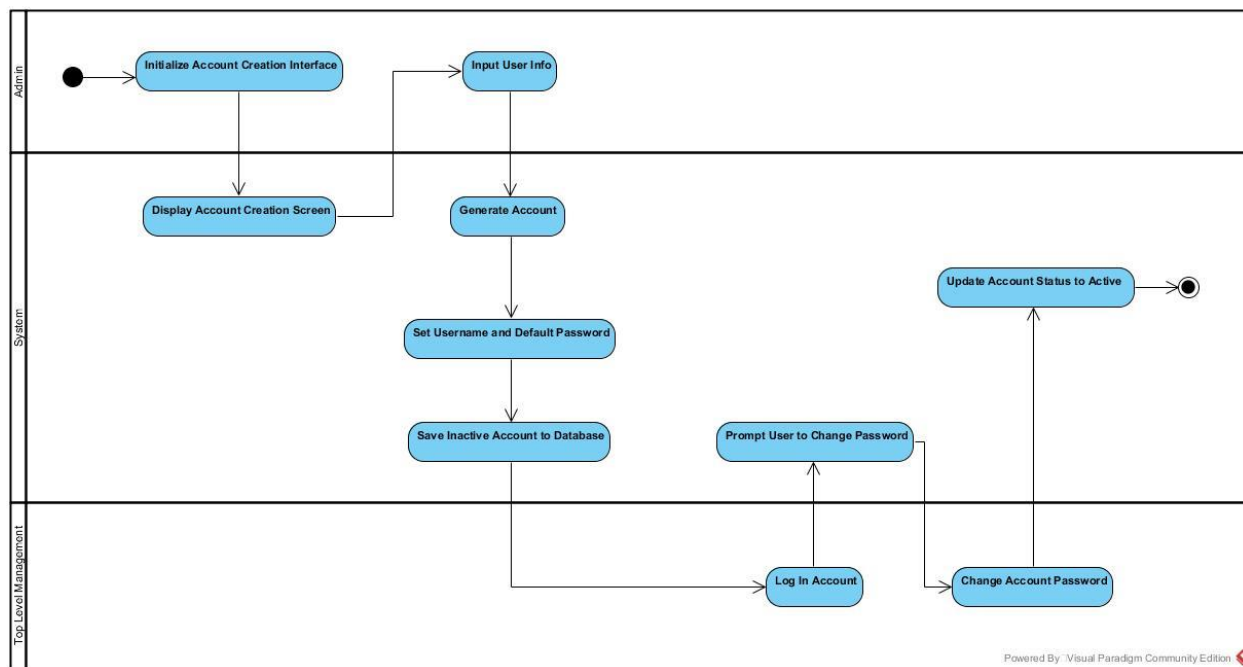 Admin
Initialize Account Creation Interface
Input User Info
System
Display Account Creation Screen
Generate Account
Update Account Status to Active
Set Username and Default Password
Save Inactive Account to Database
Prompt User to Change Password
Top Level Management
Log In Account
Change Account Password
Powered By Visual Paradigm Community Edition